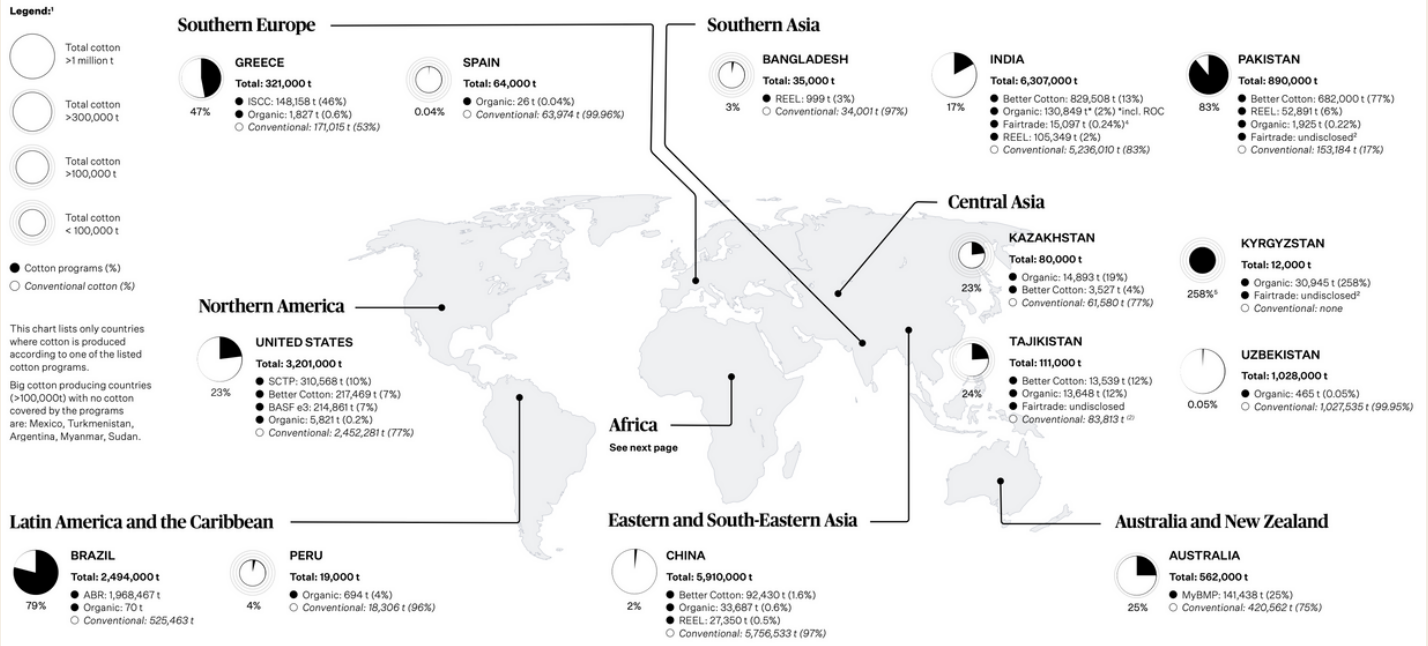 Legend:¹
Total cotton
>1 million t
Total cotton
>300,000 t
Total cotton
>100,000 t
Total cotton
< 100,000 t
Cotton programs (%)
Conventional cotton (%)
This chart lists only countries
where cotton is produced
according to one of the listed
cotton programs.
Big cotton producing countries
(>100,000t) with no cotton
covered by the programs
are: Mexico, Turkmenistan,
Argentina, Myanmar, Sudan.
Southern Europe
GREECE
Total: 321,000 t
ISCC: 148,158 t (46%)
Organic: 1,827 t (0.6%)
Conventional: 171,015 t (53%)
47%
SPAIN
Total: 64,000 t
Organic: 26 t (0.04%)
Conventional: 63,974 t (99.96%)
0.04%
Southern Asia
BANGLADESH
Total: 35,000 t
REEL: 999 t (3%)
Conventional: 34,001 t (97%)
3%
INDIA
Total: 6,307,000 t
Better Cotton: 829,508 t (13%)
Organic: 130,849 t* (2%) *incl. ROC
Fairtrade: 15,097 t (0.24%)⁴
REEL: 105,349 t (2%)
Conventional: 5,236,010 t (83%)
17%
PAKISTAN
Total: 890,000 t
Better Cotton: 682,000 t (77%)
REEL: 52,891 t (6%)
Organic: 1,925 t (0.22%)
Fairtrade: undisclosed²
Conventional: 153,184 t (17%)
83%
Central Asia
KAZAKHSTAN
Total: 80,000 t
Organic: 14,893 t (19%)
Better Cotton: 3,527 t (4%)
Conventional: 61,580 t (77%)
23%
KYRGYZSTAN
Total: 12,000 t
Organic: 30,945 t (258%)
Fairtrade: undisclosed²
Conventional: none
258%⁵
TAJIKISTAN
Total: 111,000 t
Better Cotton: 13,539 t (12%)
Organic: 13,648 t (12%)
Fairtrade: undisclosed
Conventional: 83,813 t ⁽²⁾
24%
UZBEKISTAN
Total: 1,028,000 t
Organic: 465 t (0.05%)
Conventional: 1,027,535 t (99.95%)
0.05%
Northern America
UNITED STATES
Total: 3,201,000 t
SCTP: 310,568 t (10%)
Better Cotton: 217,469 t (7%)
BASF e3: 214,861 t (7%)
Organic: 5,821 t (0.2%)
Conventional: 2,452,281 t (77%)
23%
Africa
See next page
Latin America and the Caribbean
BRAZIL
Total: 2,494,000 t
ABR: 1,968,467 t
Organic: 70 t
Conventional: 525,463 t
79%
PERU
Total: 19,000 t
Organic: 694 t (4%)
Conventional: 18,306 t (96%)
4%
Eastern and South-Eastern Asia
CHINA
Total: 5,910,000 t
Better Cotton: 92,430 t (1.6%)
Organic: 33,687 t (0.6%)
REEL: 27,350 t (0.5%)
Conventional: 5,756,533 t (97%)
2%
Australia and New Zealand
AUSTRALIA
Total: 562,000 t
MyBMP: 141,438 t (25%)
Conventional: 420,562 t (75%)
25%